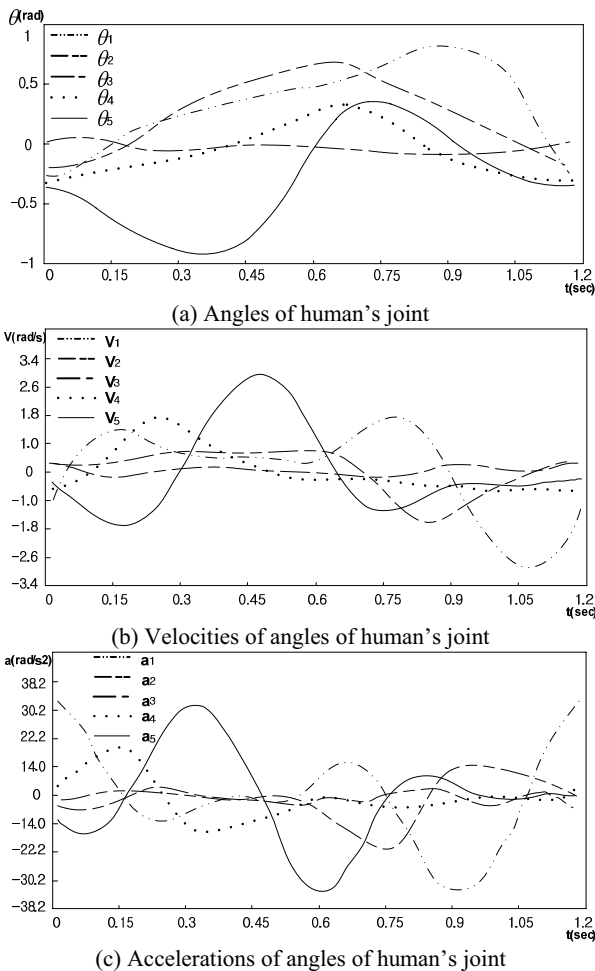 θ(rad)
1
0.5
0
−0.5
−1
θ1
θ2
θ3
θ4
θ5
0 0.15 0.3 0.45 0.6 0.75 0.9 1.05 1.2
t(sec)
(a) Angles of human's joint
V(rad/s)
3.4
2.6
1.8
1.0
0
−1.0
−1.8
−2.6
−3.4
V1
V2
V3
V4
V5
0 0.15 0.3 0.45 0.6 0.75 0.9 1.05 1.2
t(sec)
(b) Velocities of angles of human's joint
a(rad/s2)
38.2
30.2
22.2
14.0
0
−14.0
−22.2
−30.2
−38.2
a1
a2
a3
a4
a5
0 0.15 0.3 0.45 0.6 0.75 0.9 1.05 1.2
t(sec)
(c) Accelerations of angles of human's joint